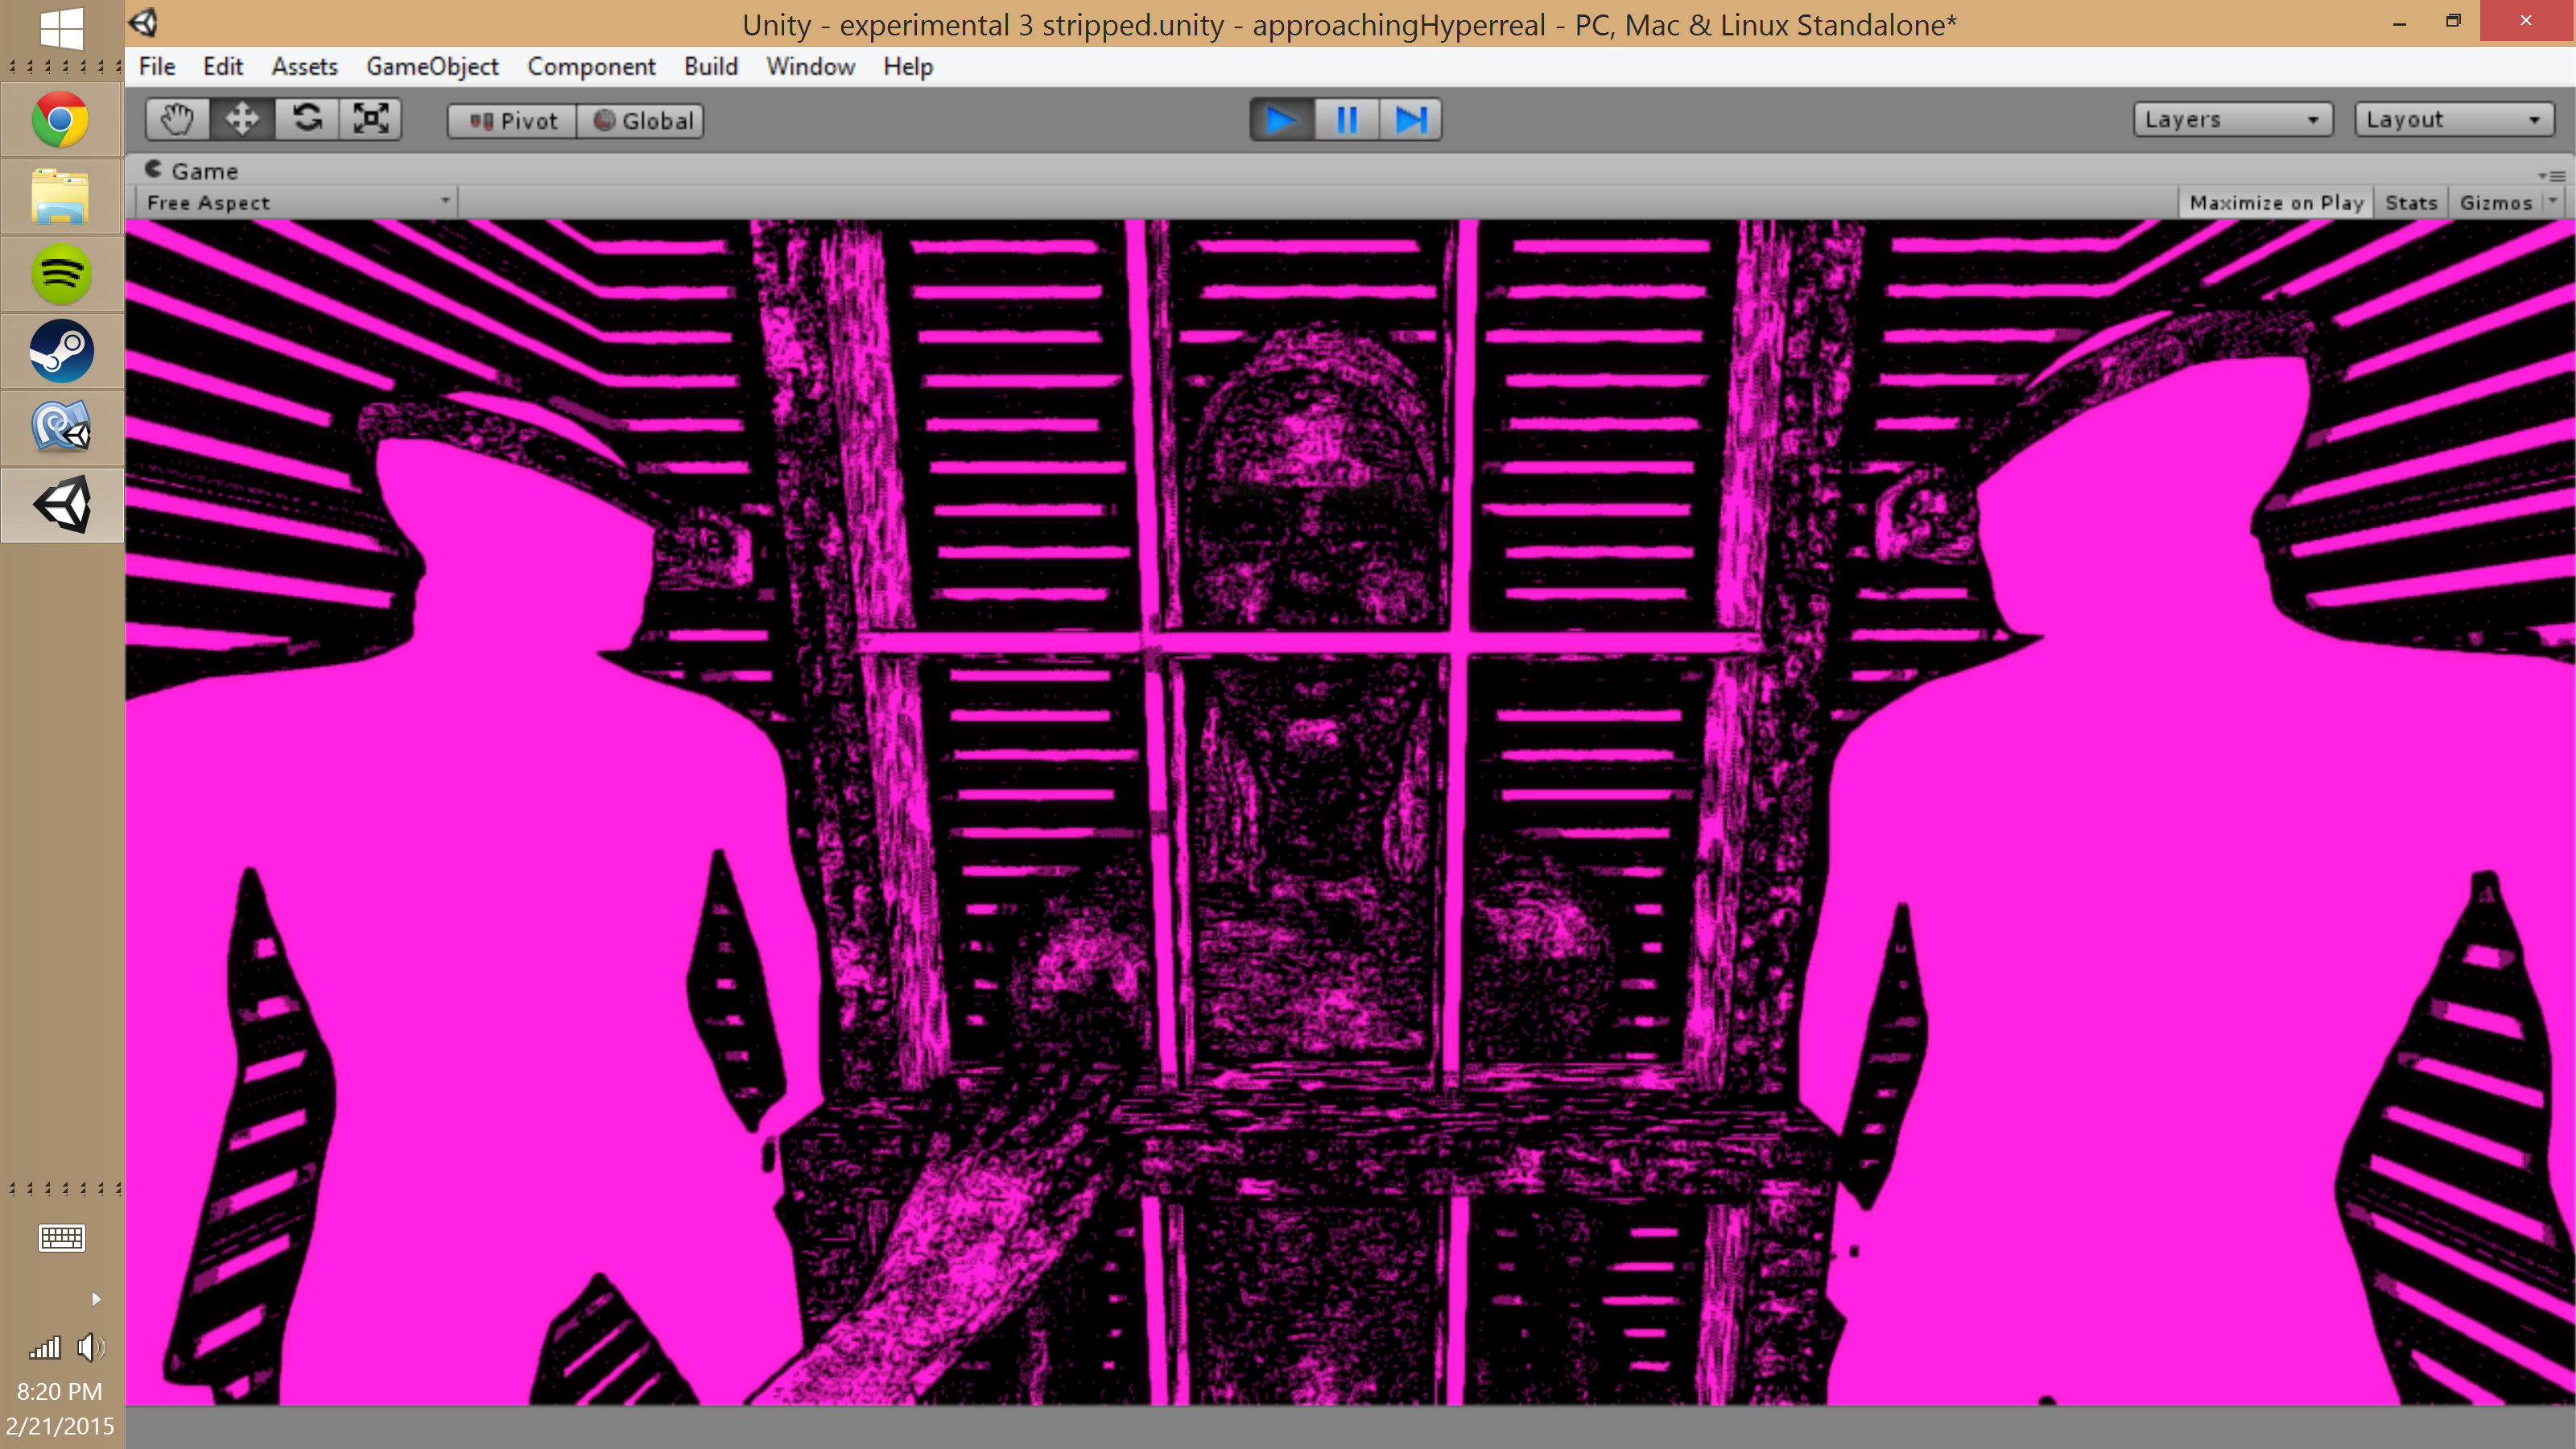 Unity - experimental 3 stripped.unity - approachingHyperreal - PC, Mac & Linux Standalone*
File Edit Assets GameObject Component Build Window Help
Pivot Global Layers Layout
Game
Free Aspect Maximize on Play Stats Gizmos
8:20 PM
2/21/2015